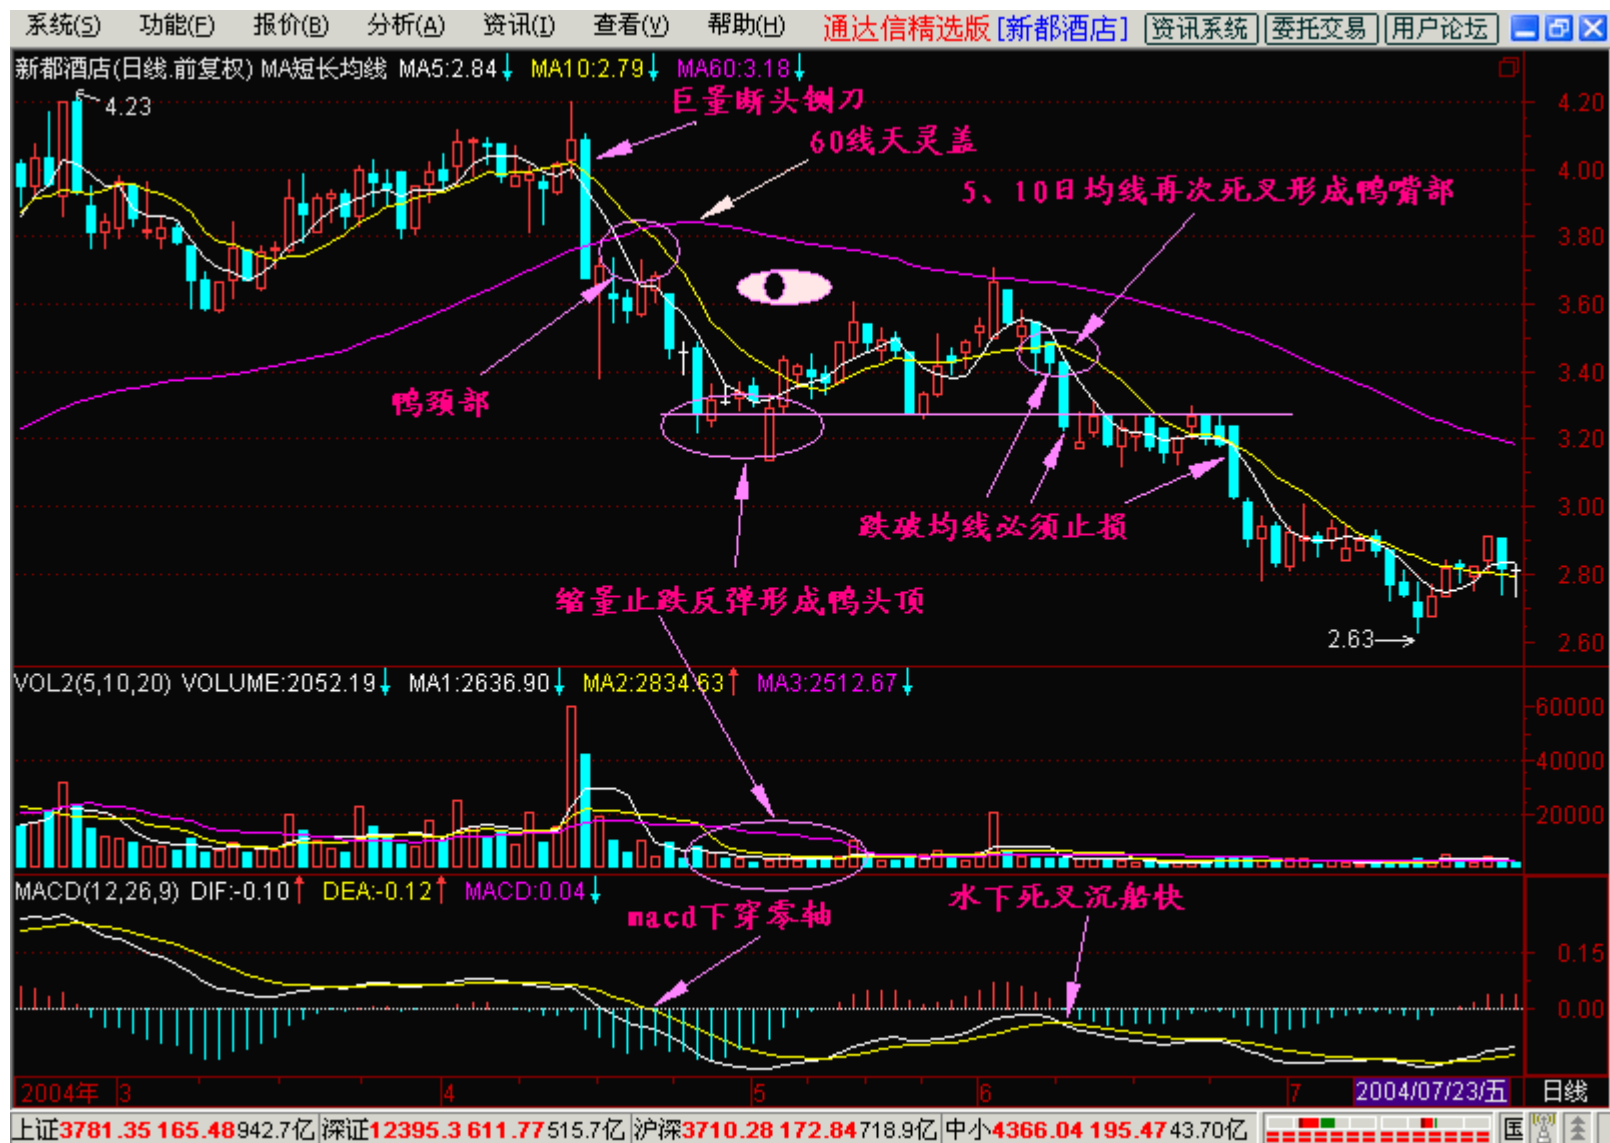 系统(S) 功能(F) 报价(B) 分析(A) 资讯(I) 查看(V) 帮助(H) 通达信精选版 [新都酒店] 资讯系统 委托交易 用户论坛
新都酒店(日线.前复权) MA短长均线 MA5:2.84↓ MA10:2.79↓ MA60:3.18↓
4.23
巨量断头铡刀
60线天灵盖
5、10日均线再次死叉形成鸭嘴部
鸭颈部
跌破均线必须止损
缩量止跌反弹形成鸭头顶
2.63
4.20
4.00
3.80
3.60
3.40
3.20
3.00
2.80
2.60
VOL2(5,10,20) VOLUME:2052.19↓ MA1:2636.90↓ MA2:2834.63↑ MA3:2512.67↓
60000
40000
20000
MACD(12,26,9) DIF:-0.10↑ DEA:-0.12↑ MACD:0.04↓
macd下穿零轴
水下死叉沉船快
0.15
0.00
2004年 3 4 5 6 7 2004/07/23/五 日线
上证3781.35 165.48942.7亿 深证12395.3 611.77515.7亿 沪深3710.28 172.84718.9亿 中小4366.04 195.4743.70亿 国